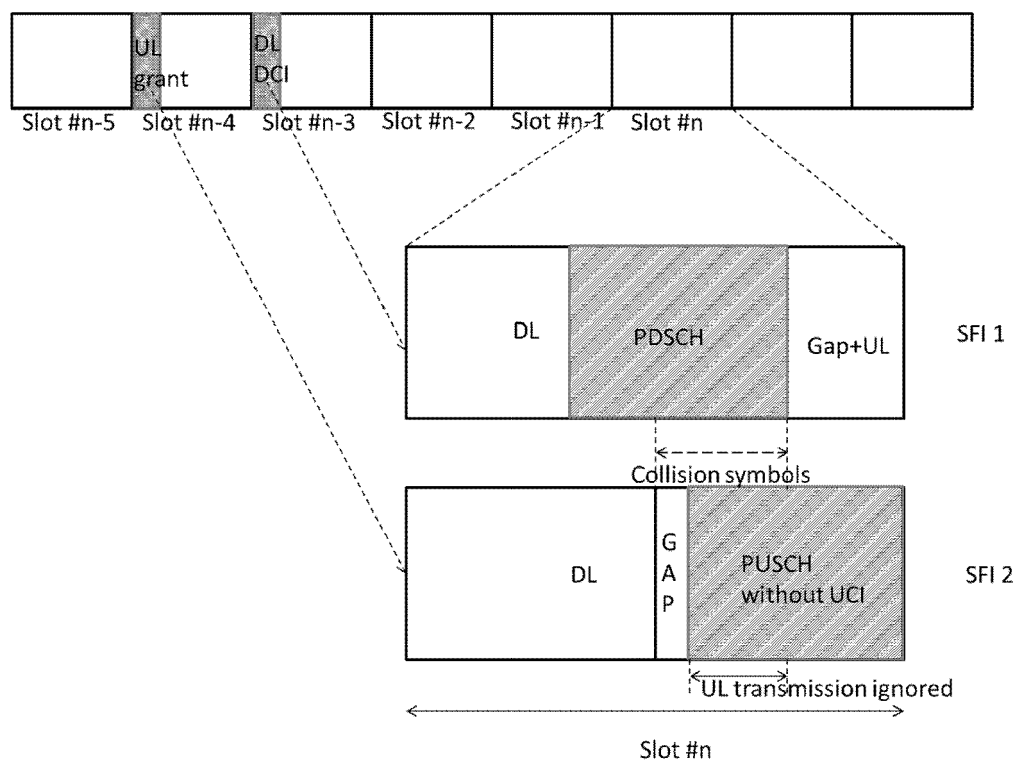 UL
grant
DL
DCI
Slot #n-5
Slot #n-4
Slot #n-3
Slot #n-2
Slot #n-1
Slot #n
DL
PDSCH
Gap+UL
SFI 1
Collision symbols
DL
G
A
P
PUSCH
without UCI
SFI 2
UL transmission ignored
Slot #n